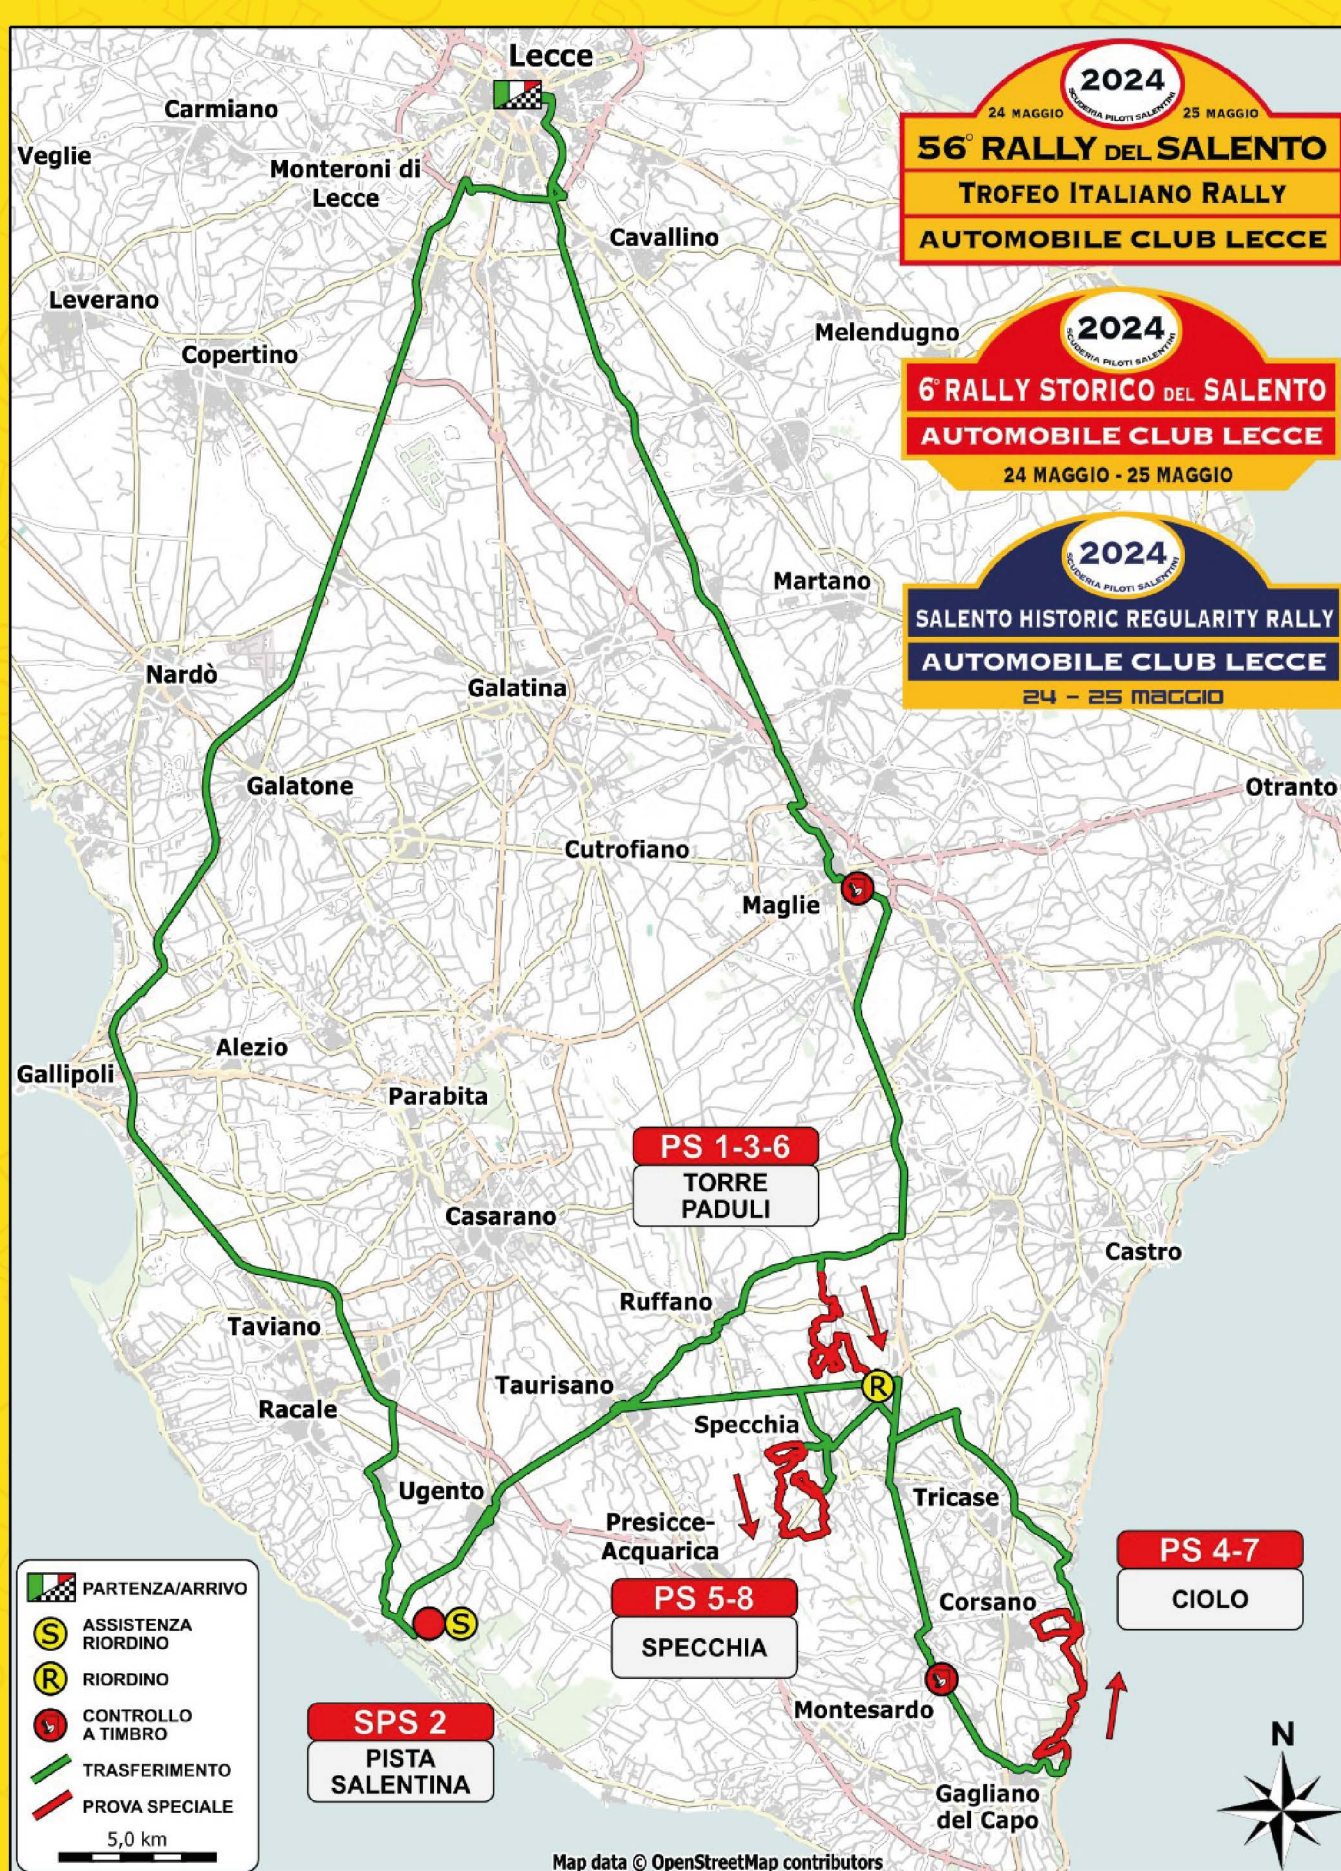 Lecce
Carmiano
Veglie
Monteroni di
Lecce
Cavallino
Leverano
Copertino
Melendugno
Martano
Nardò
Galatina
Galatone
Otranto
Cutrofiano
Maglie
Alezio
Gallipoli
Parabita
Casarano
Castro
Ruffano
Taviano
Taurisano
Racale
Specchia
Ugento
Tricase
Presicce-
Acquarica
Corsano
Montesardo
Gagliano
del Capo
2024
SCUDERIA PILOTI SALENTINI
24 MAGGIO
25 MAGGIO
56° RALLY DEL SALENTO
TROFEO ITALIANO RALLY
AUTOMOBILE CLUB LECCE
2024
SCUDERIA PILOTI SALENTINI
6° RALLY STORICO DEL SALENTO
AUTOMOBILE CLUB LECCE
24 MAGGIO - 25 MAGGIO
2024
SCUDERIA PILOTI SALENTINI
SALENTO HISTORIC REGULARITY RALLY
AUTOMOBILE CLUB LECCE
24 - 25 MAGGIO
PS 1-3-6
TORRE
PADULI
R
S
PS 5-8
SPECCHIA
PS 4-7
CIOLO
SPS 2
PISTA
SALENTINA
PARTENZA/ARRIVO
S ASSISTENZA
RIORDINO
R RIORDINO
CONTROLLO
A TIMBRO
TRASFERIMENTO
PROVA SPECIALE
5,0 km
N
Map data © OpenStreetMap contributors